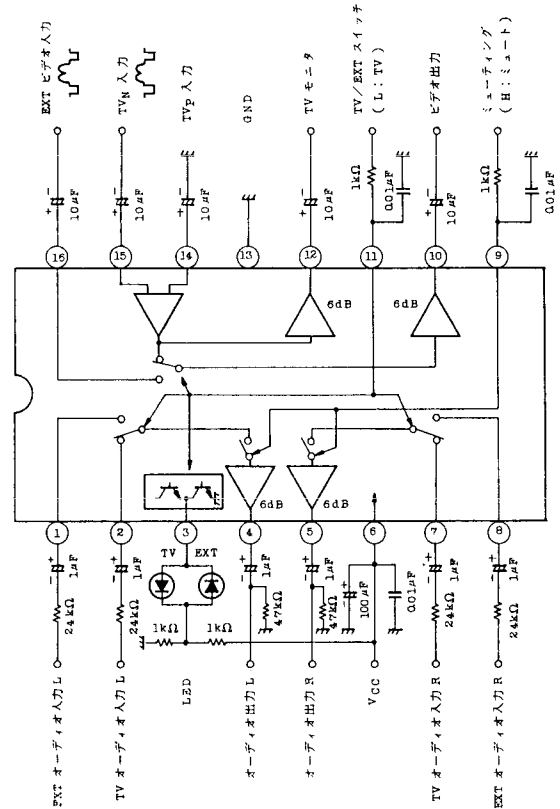 EXT ビデオ入力
TVN 入力
TVP 入力
GND
TV モニタ
TV/EXT スイッチ
(L:TV)
ビデオ出力
ミューティング
(H:ミュート)
+ −
10μF
+ −
10μF
+ −
10μF
+ −
10μF
1kΩ
0.01μF
+ −
10μF
1kΩ
0.01μF
16
15
14
13
12
11
10
9
6dB
6dB
6dB
6dB
1
2
3
4
5
6
7
8
TV
EXT
− +
1μF
− +
1μF
− +
1μF
− +
1μF
− +
100μF
0.01μF
− +
1μF
− +
1μF
24kΩ
24kΩ
1kΩ
1kΩ
47kΩ
47kΩ
24kΩ
24kΩ
EXT オーディオ入力 L
TV オーディオ入力 L
LED
オーディオ出力 L
オーディオ出力 R
VCC
TV オーディオ入力 R
EXT オーディオ入力 R